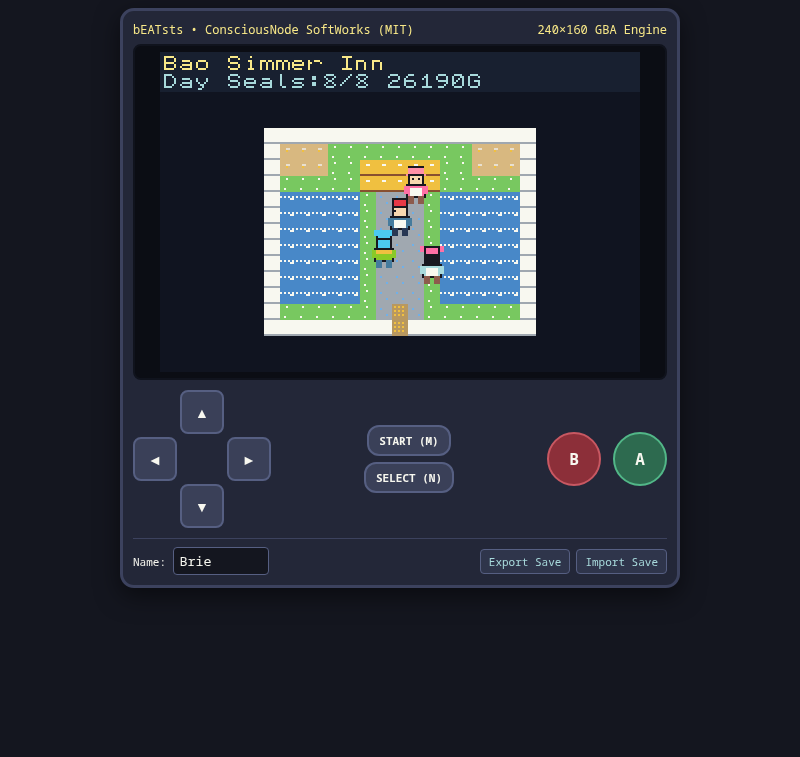 bEATsts • ConsciousNode SoftWorks (MIT)
240×160 GBA Engine
Bao Simmer Inn
Day Seals:8/8 26190G
▲
◄
►
▼
START (M)
SELECT (N)
B
A
Name:
Brie
Export Save
Import Save